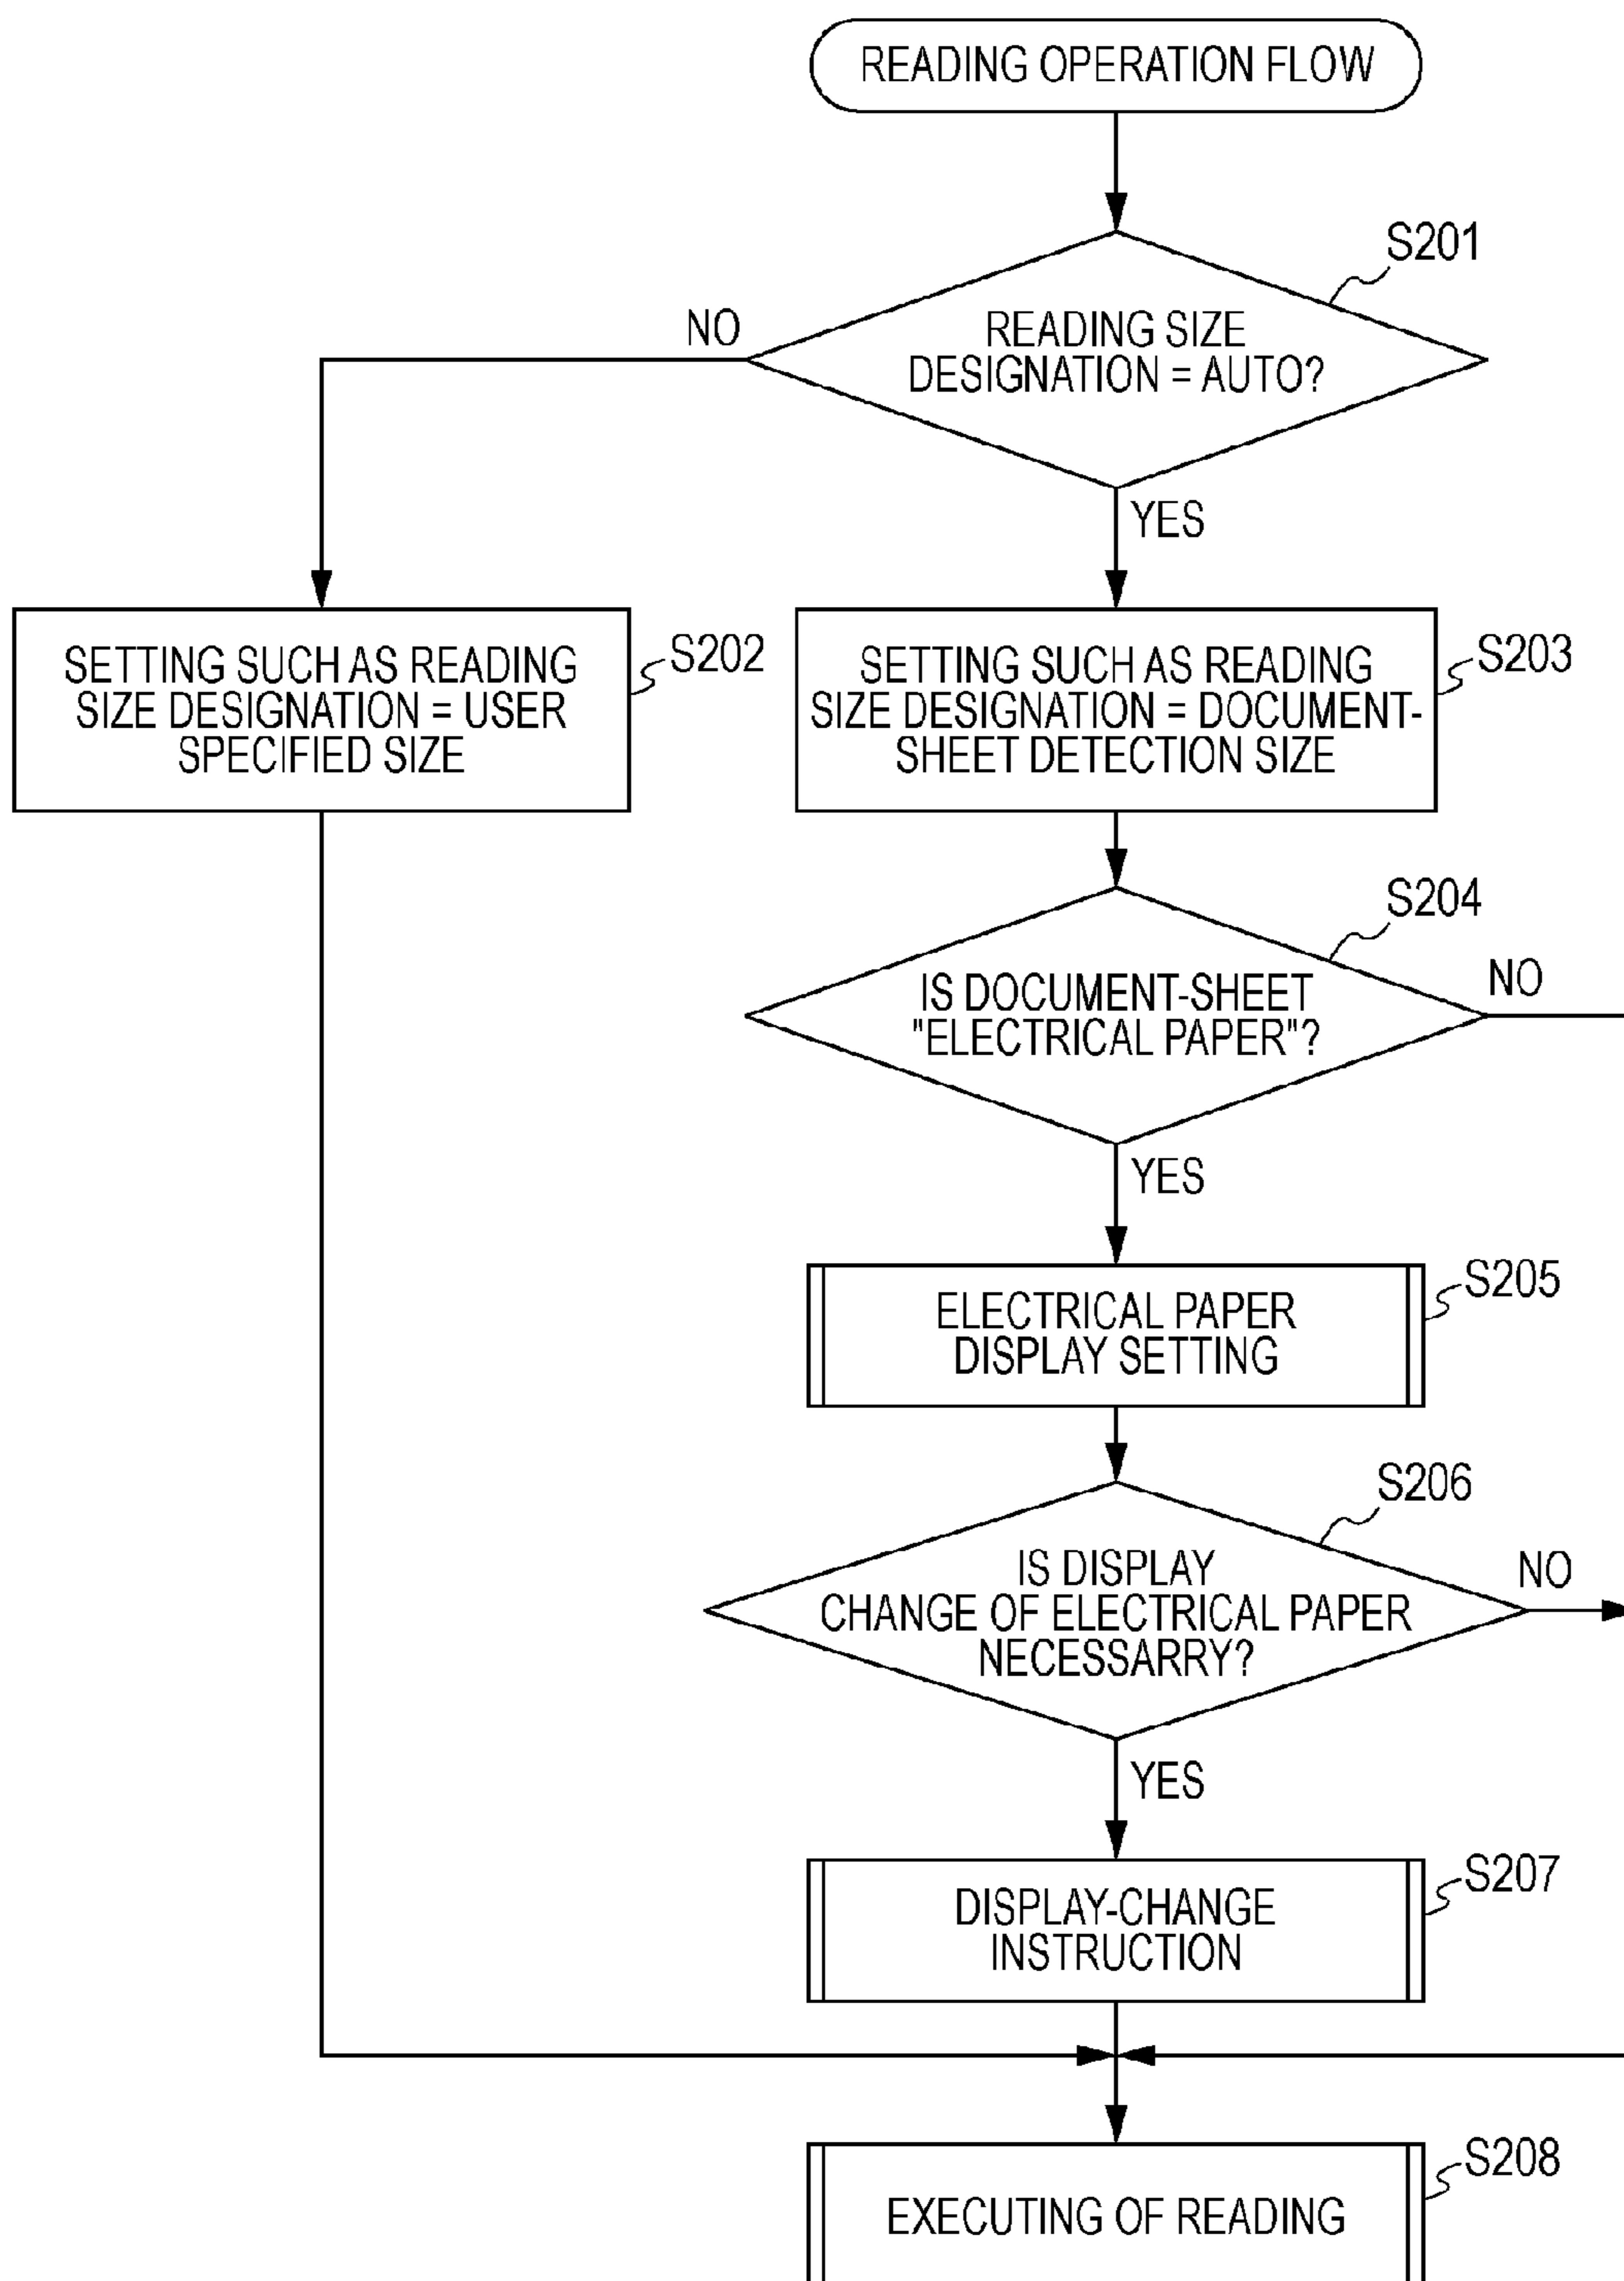 READING OPERATION FLOW
S201
NO
READING SIZE
DESIGNATION = AUTO?
YES
SETTING SUCH AS READING
SIZE DESIGNATION = USER
SPECIFIED SIZE
S202
SETTING SUCH AS READING
SIZE DESIGNATION = DOCUMENT-
SHEET DETECTION SIZE
S203
S204
IS DOCUMENT-SHEET
"ELECTRICAL PAPER"?
NO
YES
ELECTRICAL PAPER
DISPLAY SETTING
S205
S206
IS DISPLAY
CHANGE OF ELECTRICAL PAPER
NECESSARRY?
NO
YES
DISPLAY-CHANGE
INSTRUCTION
S207
EXECUTING OF READING
S208